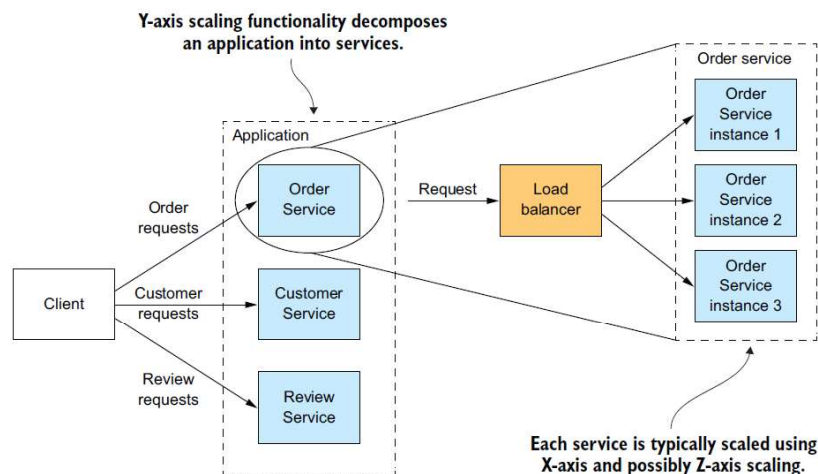 Y-axis scaling functionality decomposes
an application into services.
Application
Order
Service
Order
requests
Client
Customer
requests
Customer
Service
Review
requests
Review
Service
Request
Load
balancer
Order service
Order
Service
instance 1
Order
Service
instance 2
Order
Service
instance 3
Each service is typically scaled using
X-axis and possibly Z-axis scaling.